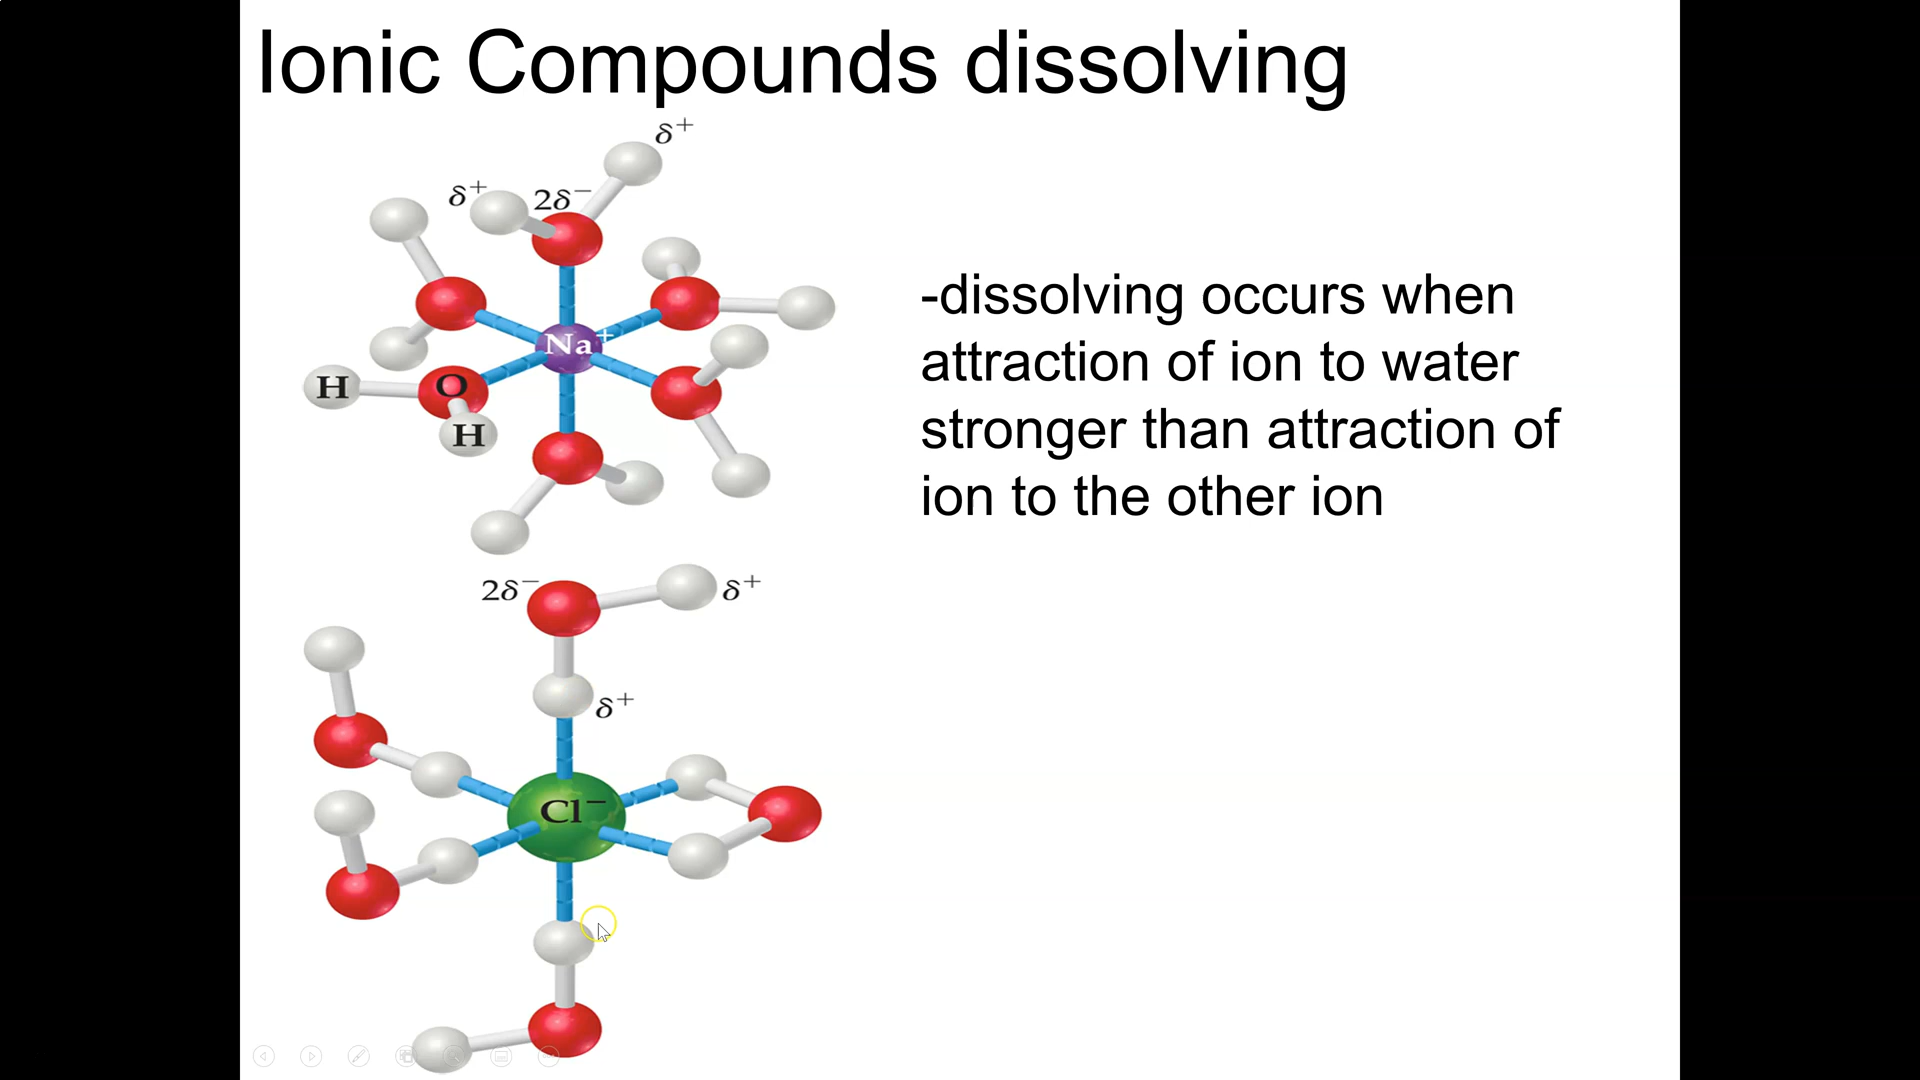 Ionic Compounds dissolving
δ+
δ+
2δ−
Na+
H
O
H
-dissolving occurs when
attraction of ion to water
stronger than attraction of
ion to the other ion
2δ−
δ+
δ+
Cl−